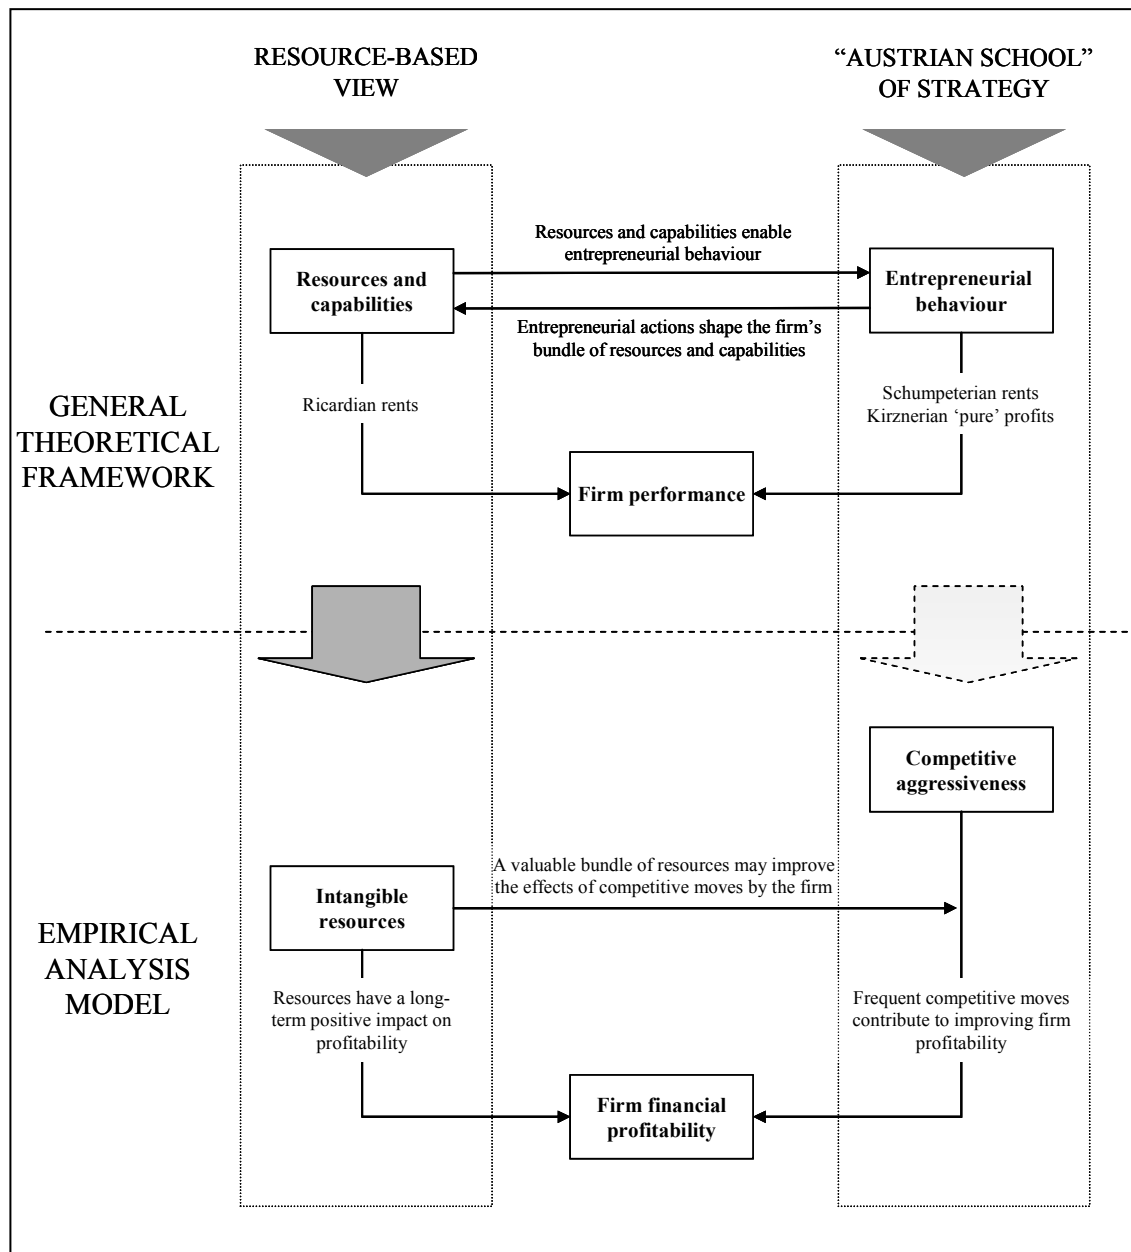 RESOURCE-BASED
VIEW
“AUSTRIAN SCHOOL”
OF STRATEGY
Resources and capabilities enable
entrepreneurial behaviour
Resources and
capabilities
Entrepreneurial
behaviour
Entrepreneurial actions shape the firm’s
bundle of resources and capabilities
GENERAL
THEORETICAL
FRAMEWORK
Ricardian rents
Schumpeterian rents
Kirznerian ‘pure’ profits
Firm performance
Competitive
aggressiveness
A valuable bundle of resources may improve
the effects of competitive moves by the firm
Intangible
resources
EMPIRICAL
ANALYSIS
MODEL
Resources have a long-
term positive impact on
profitability
Frequent competitive moves
contribute to improving firm
profitability
Firm financial
profitability